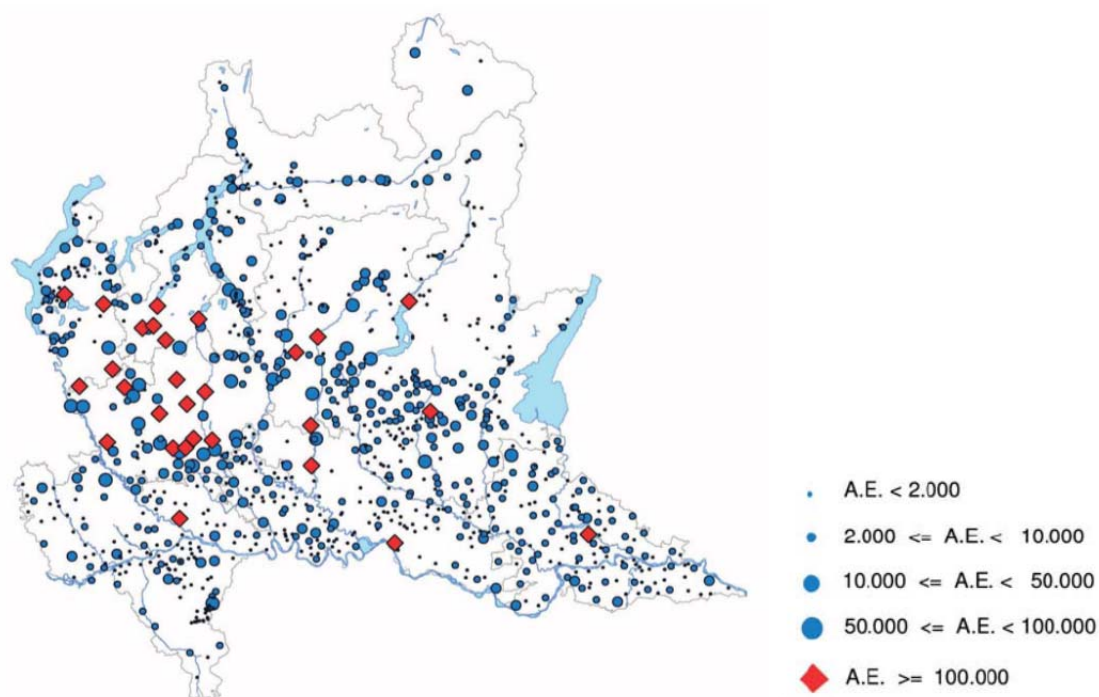 A.E. < 2.000
2.000 <= A.E. < 10.000
10.000 <= A.E. < 50.000
50.000 <= A.E. < 100.000
A.E. >= 100.000